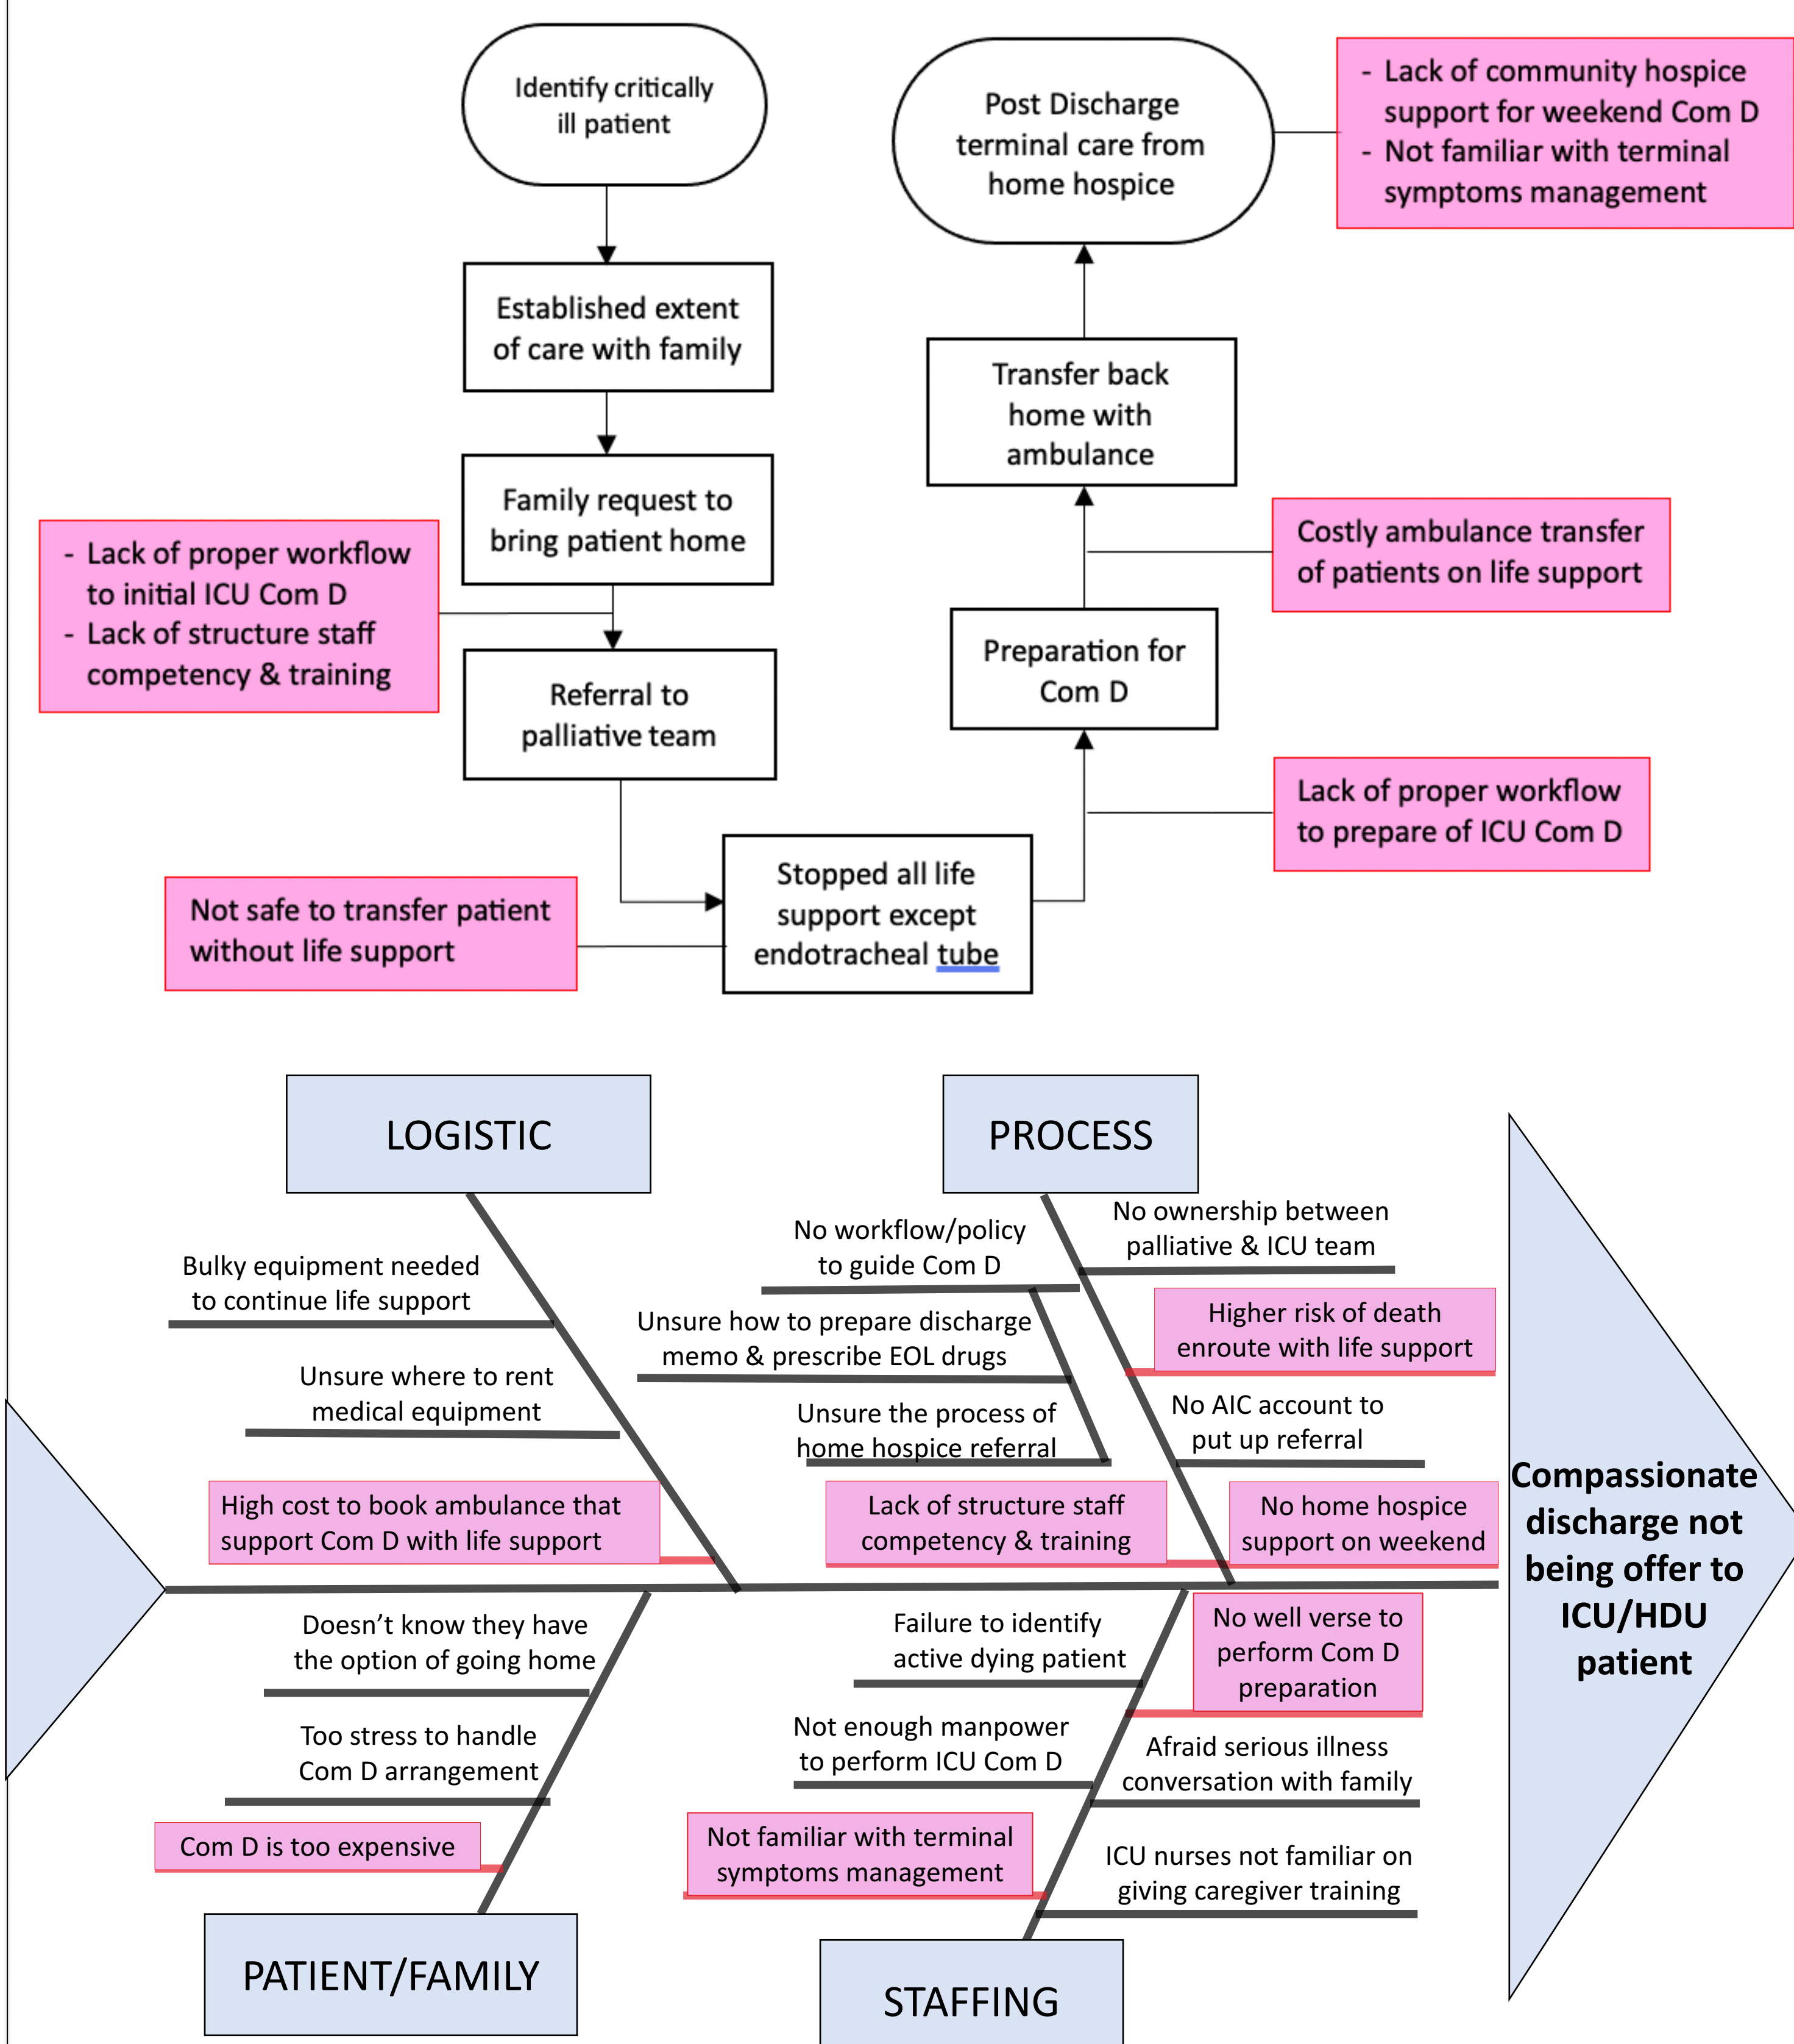 Identify critically
ill patient
Established extent
of care with family
Family request to
bring patient home
- Lack of proper workflow
to initial ICU Com D
- Lack of structure staff
competency & training
Referral to
palliative team
Not safe to transfer patient
without life support
Stopped all life
support except
endotracheal tube
Lack of proper workflow
to prepare of ICU Com D
Preparation for
Com D
Costly ambulance transfer
of patients on life support
Transfer back
home with
ambulance
Post Discharge
terminal care from
home hospice
- Lack of community hospice
support for weekend Com D
- Not familiar with terminal
symptoms management
LOGISTIC
Bulky equipment needed
to continue life support
Unsure where to rent
medical equipment
High cost to book ambulance that
support Com D with life support
PROCESS
No workflow/policy
to guide Com D
Unsure how to prepare discharge
memo & prescribe EOL drugs
Unsure the process of
home hospice referral
Lack of structure staff
competency & training
No ownership between
palliative & ICU team
Higher risk of death
enroute with life support
No AIC account to
put up referral
No home hospice
support on weekend
Doesn't know they have
the option of going home
Too stress to handle
Com D arrangement
Com D is too expensive
PATIENT/FAMILY
Failure to identify
active dying patient
Not enough manpower
to perform ICU Com D
Not familiar with terminal
symptoms management
No well verse to
perform Com D
preparation
Afraid serious illness
conversation with family
ICU nurses not familiar on
giving caregiver training
STAFFING
Compassionate
discharge not
being offer to
ICU/HDU
patient